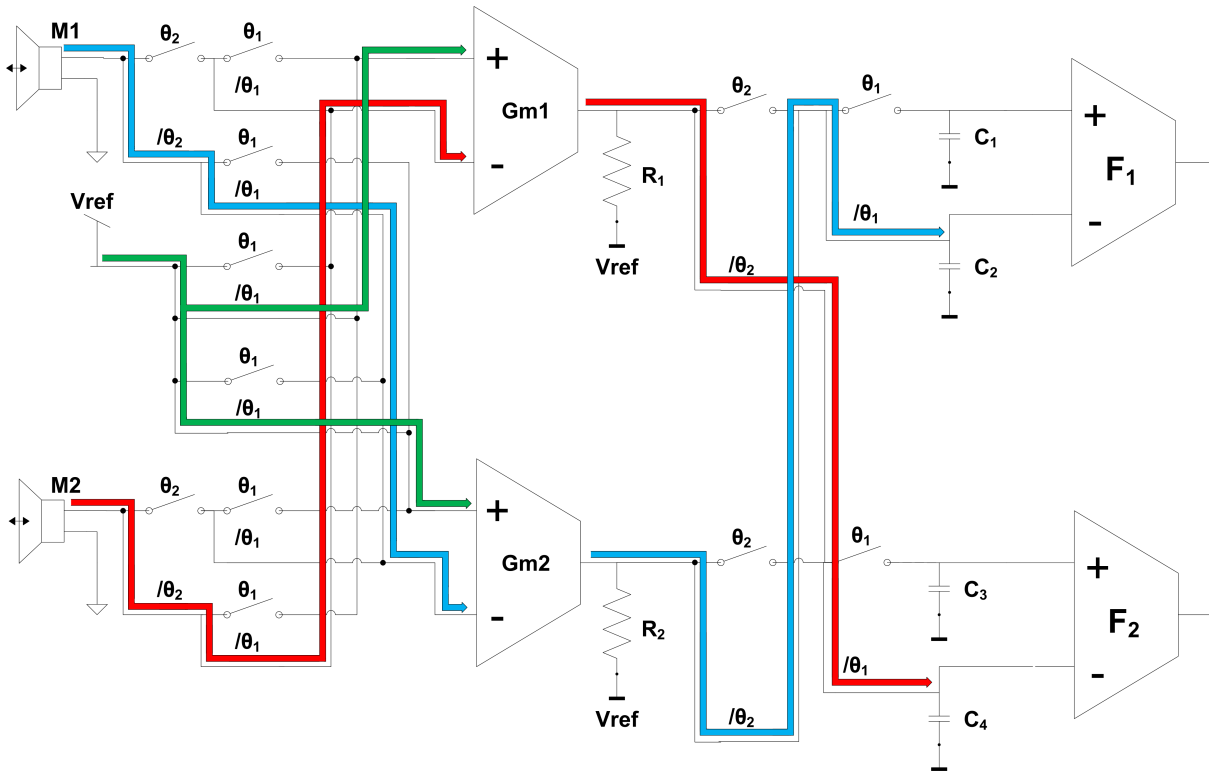 M1 θ₂ θ₁
/θ₁
+
Gm1
-
/θ₂ θ₁
/θ₁
Vref
θ₁
/θ₁
θ₁
/θ₁
R₁
Vref
θ₂ θ₁
C₁
/θ₁
/θ₂
C₂
+
F₁
-
M2 θ₂ θ₁
/θ₁
/θ₂ θ₁
/θ₁
+
Gm2
-
R₂
Vref
θ₂ θ₁
C₃
/θ₁
/θ₂
C₄
+
F₂
-